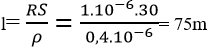 l= RS/ρ = 1.10⁻⁶.30/0,4.10⁻⁶ = 75m